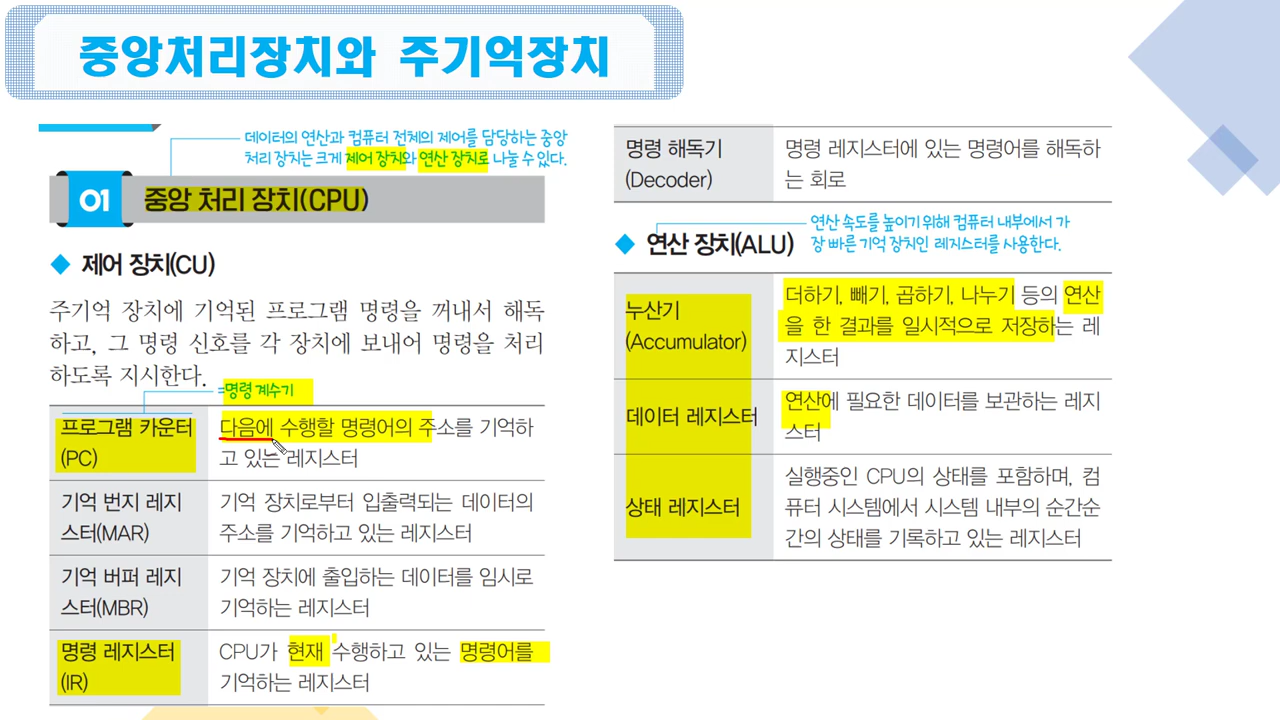 중앙처리장치와 주기억장치
데이터의 연산과 컴퓨터 전체의 제어를 담당하는 중앙
처리 장치는 크게 제어 장치와 연산 장치로 나눌 수 있다.
01 중앙 처리 장치(CPU)
제어 장치(CU)
주기억 장치에 기억된 프로그램 명령을 꺼내서 해독
하고, 그 명령 신호를 각 장치에 보내어 명령을 처리
하도록 지시한다.
=명령 계수기
프로그램 카운터
(PC)
다음에 수행할 명령어의 주소를 기억하
고 있는 레지스터
기억 번지 레지
스터(MAR)
기억 장치로부터 입출력되는 데이터의
주소를 기억하고 있는 레지스터
기억 버퍼 레지
스터(MBR)
기억 장치에 출입하는 데이터를 임시로
기억하는 레지스터
명령 레지스터
(IR)
CPU가 현재 수행하고 있는 명령어를
기억하는 레지스터
명령 해독기
(Decoder)
명령 레지스터에 있는 명령어를 해독하
는 회로
연산 속도를 높이기 위해 컴퓨터 내부에서 가
장 빠른 기억 장치인 레지스터를 사용한다.
연산 장치(ALU)
누산기
(Accumulator)
더하기, 빼기, 곱하기, 나누기 등의 연산
을 한 결과를 일시적으로 저장하는 레
지스터
데이터 레지스터
연산에 필요한 데이터를 보관하는 레지
스터
상태 레지스터
실행중인 CPU의 상태를 포함하며, 컴
퓨터 시스템에서 시스템 내부의 순간순
간의 상태를 기록하고 있는 레지스터